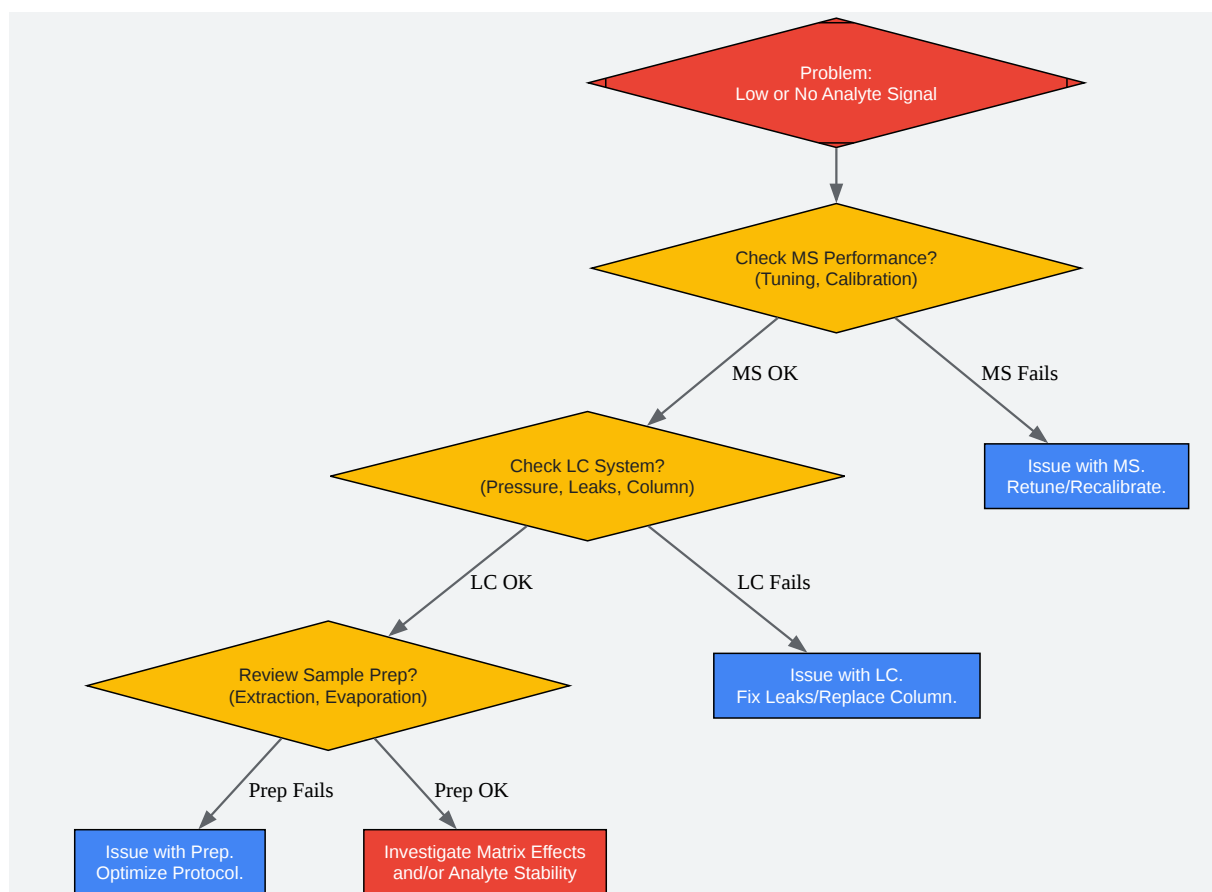 Problem:
Low or No Analyte Signal
Check MS Performance?
(Tuning, Calibration)
MS OK
MS Fails
Check LC System?
(Pressure, Leaks, Column)
Issue with MS.
Retune/Recalibrate.
LC OK
LC Fails
Review Sample Prep?
(Extraction, Evaporation)
Issue with LC.
Fix Leaks/Replace Column.
Prep Fails
Prep OK
Issue with Prep.
Optimize Protocol.
Investigate Matrix Effects
and/or Analyte Stability